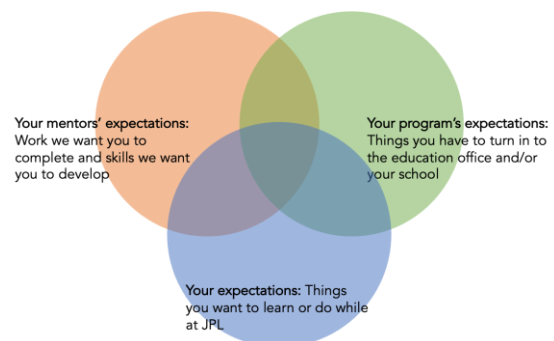 Your mentors' expectations:
Work we want you to
complete and skills we want
you to develop
Your program's expectations:
Things you have to turn in to
the education office and/or
your school
Your expectations: Things
you want to learn or do while
at JPL